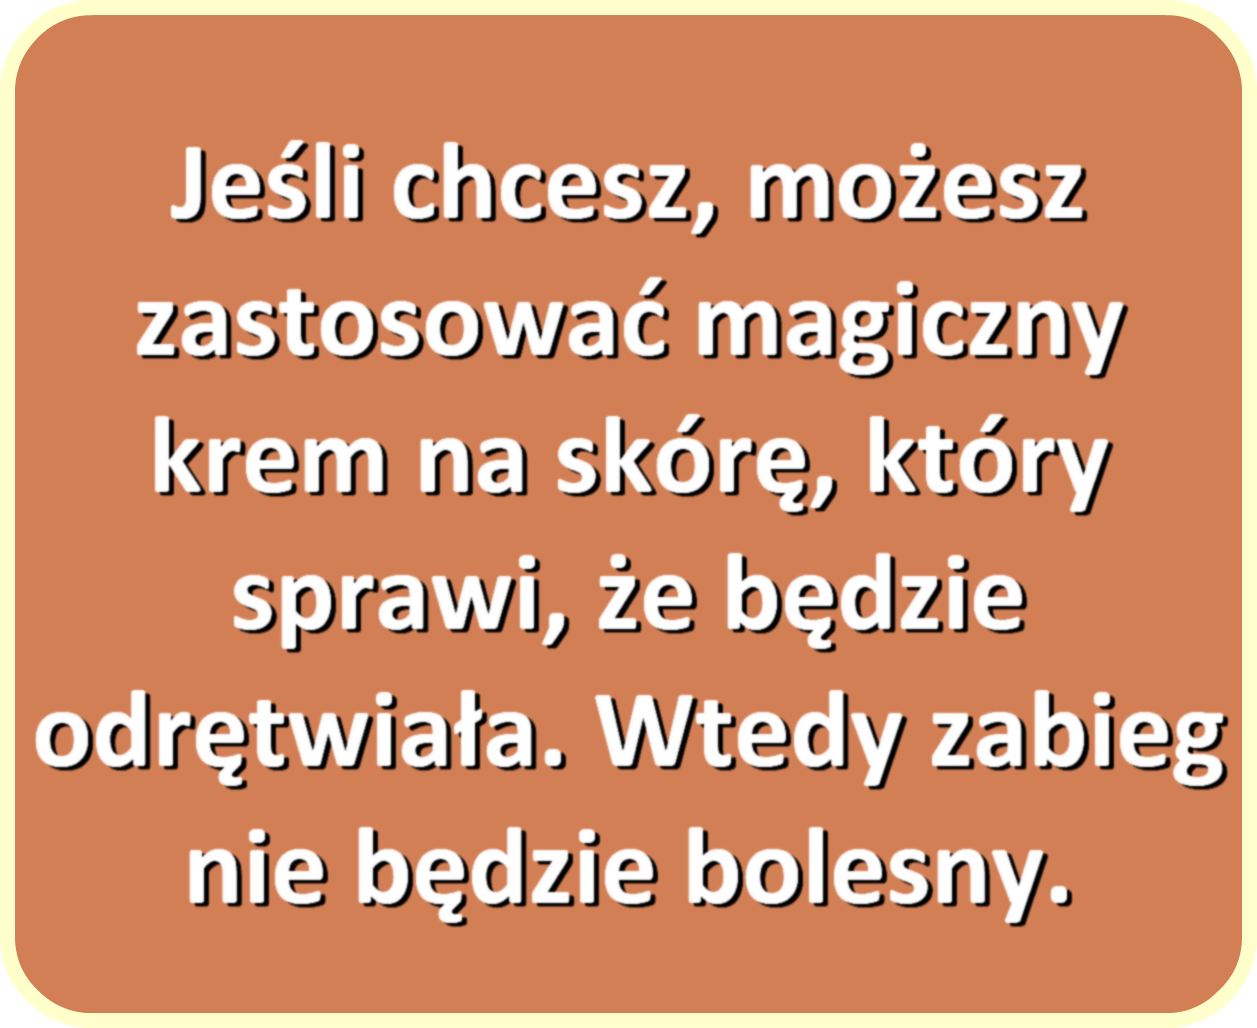 Jeśli chcesz, możesz
zastosować magiczny
krem na skórę, który
sprawi, że będzie
odrętwiała. Wtedy zabieg
nie będzie bolesny.